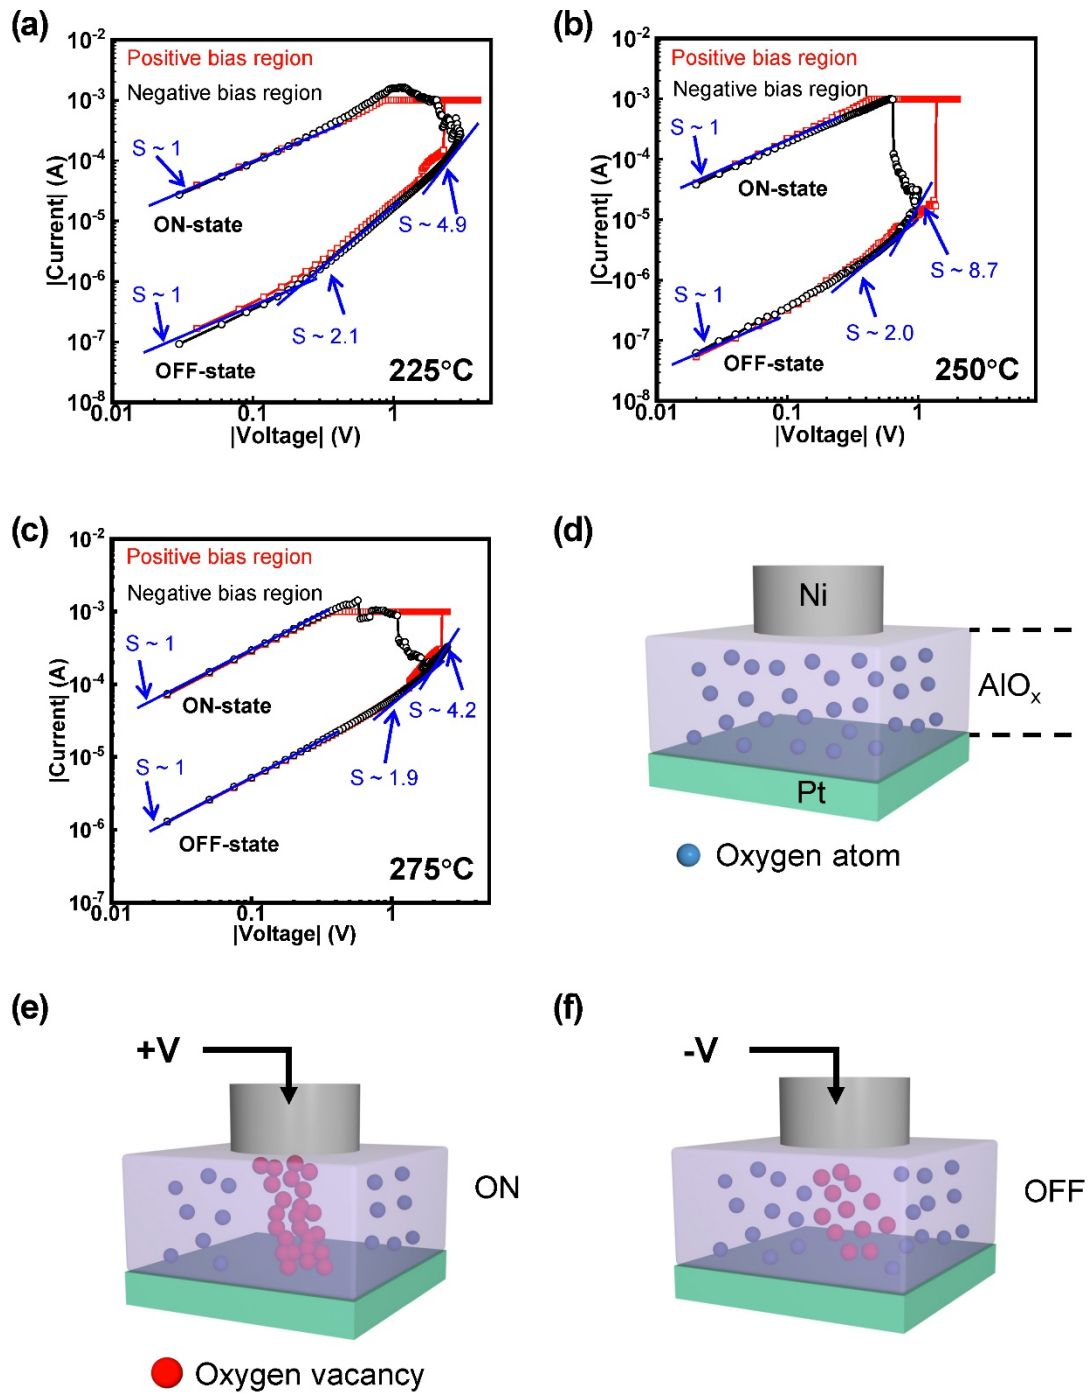 (a)
10⁻²
10⁻³
10⁻⁴
10⁻⁵
10⁻⁶
10⁻⁷
10⁻⁸
|Current| (A)
Positive bias region
Negative bias region
S ~ 1
ON-state
S ~ 4.9
S ~ 1
S ~ 2.1
OFF-state
225°C
0.01
0.1
1
|Voltage| (V)
(b)
10⁻²
10⁻³
10⁻⁴
10⁻⁵
10⁻⁶
10⁻⁷
10⁻⁸
|Current| (A)
Positive bias region
Negative bias region
S ~ 1
ON-state
S ~ 8.7
S ~ 1
S ~ 2.0
OFF-state
250°C
0.01
0.1
1
|Voltage| (V)
(c)
10⁻²
10⁻³
10⁻⁴
10⁻⁵
10⁻⁶
10⁻⁷
|Current| (A)
Positive bias region
Negative bias region
S ~ 1
ON-state
S ~ 4.2
S ~ 1
S ~ 1.9
OFF-state
275°C
0.01
0.1
1
|Voltage| (V)
(d)
Ni
AlOₓ
Pt
Oxygen atom
(e)
+V
ON
Oxygen vacancy
(f)
-V
OFF